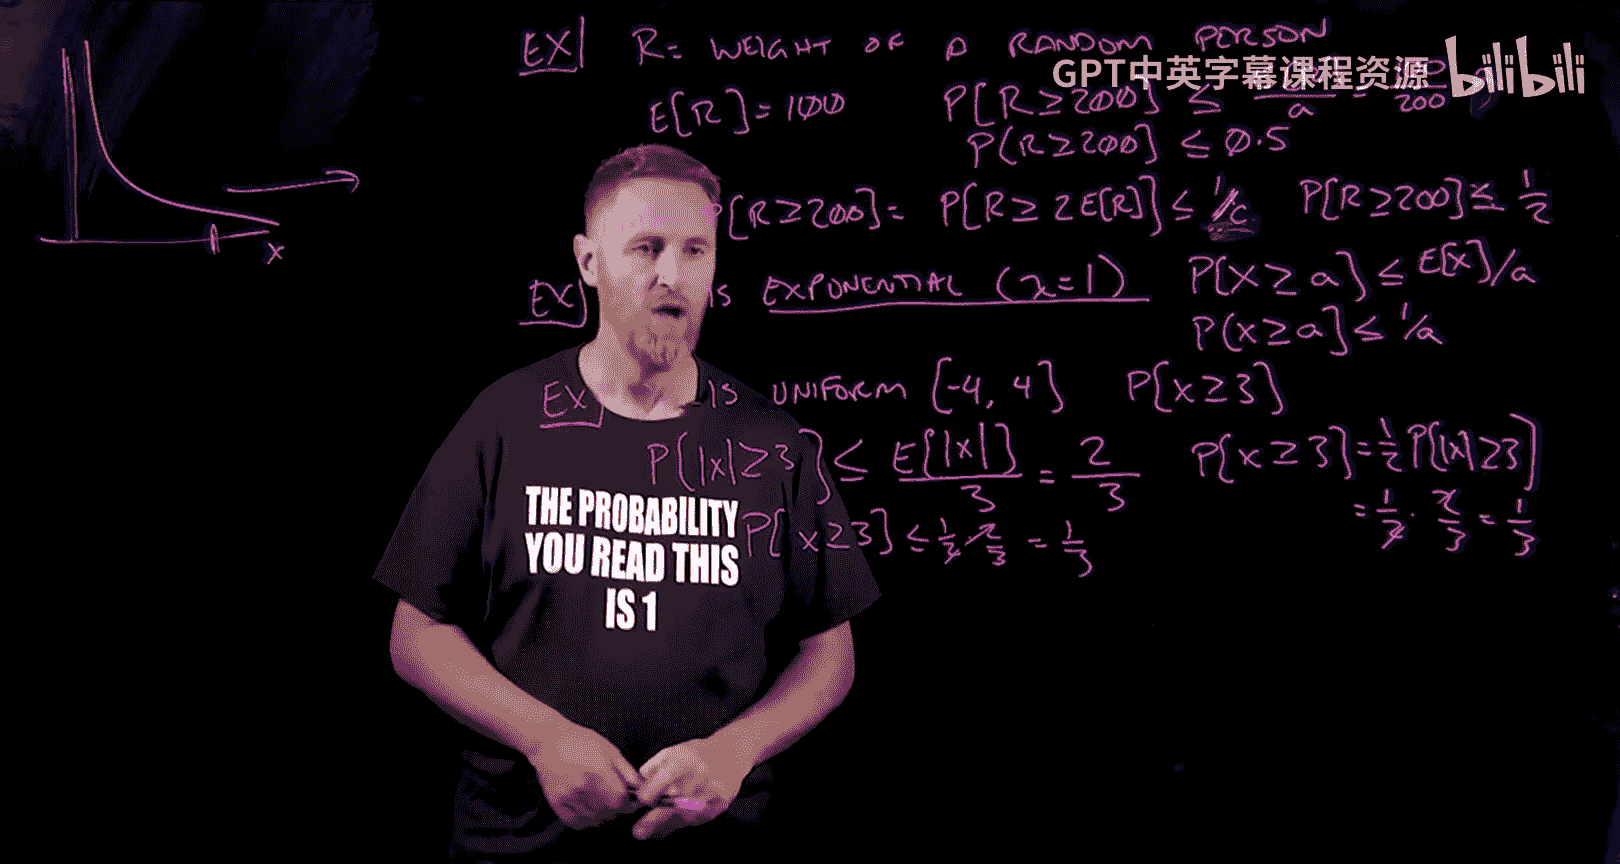 EX R = WEIGHT OF A RANDOM PERSON
GPT中英字幕课程资源 bilibili
E[R] = 100 P[R ≥ 200] ≤ a = 200
P(R ≥ 200] ≤ 0.5
P[R ≥ 200] = P[R ≥ 2E[R]] ≤ 1/c P[R ≥ 200] ≤ 1/2
EX IS EXPONENTIAL (λ=1) P[X ≥ a] ≤ E[X]/a
P(X ≥ a] ≤ 1/a
EX IS UNIFORM [-4, 4] P[X ≥ 3]
P[|X| ≥ 3] ≤ E[|X|]/3 = 2/3 P[X ≥ 3] = 1/2 P[|X| ≥ 3]
= 1/2 · 2/3 = 1/3
P[X ≥ 3] ≤ 1/2 · 2/3 = 1/3
x
THE PROBABILITY
YOU READ THIS
IS 1